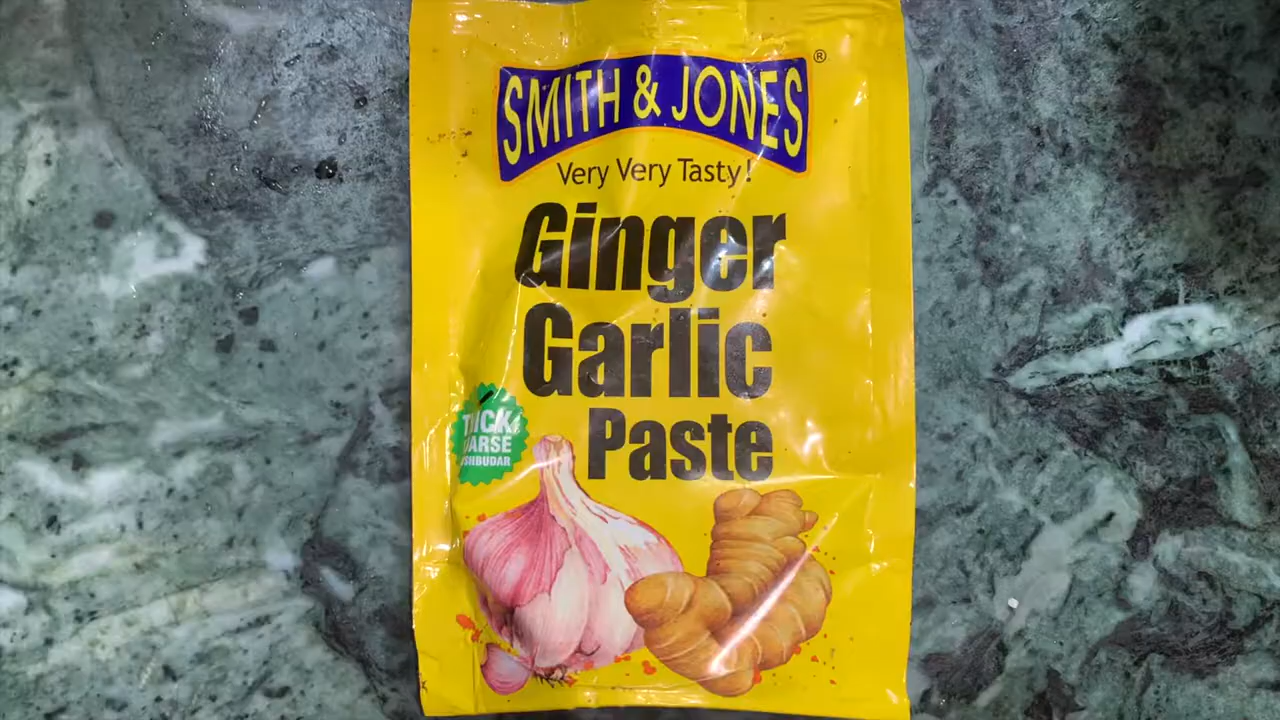 SMITH & JONES
®
Very Very Tasty!
Ginger
Garlic
Paste